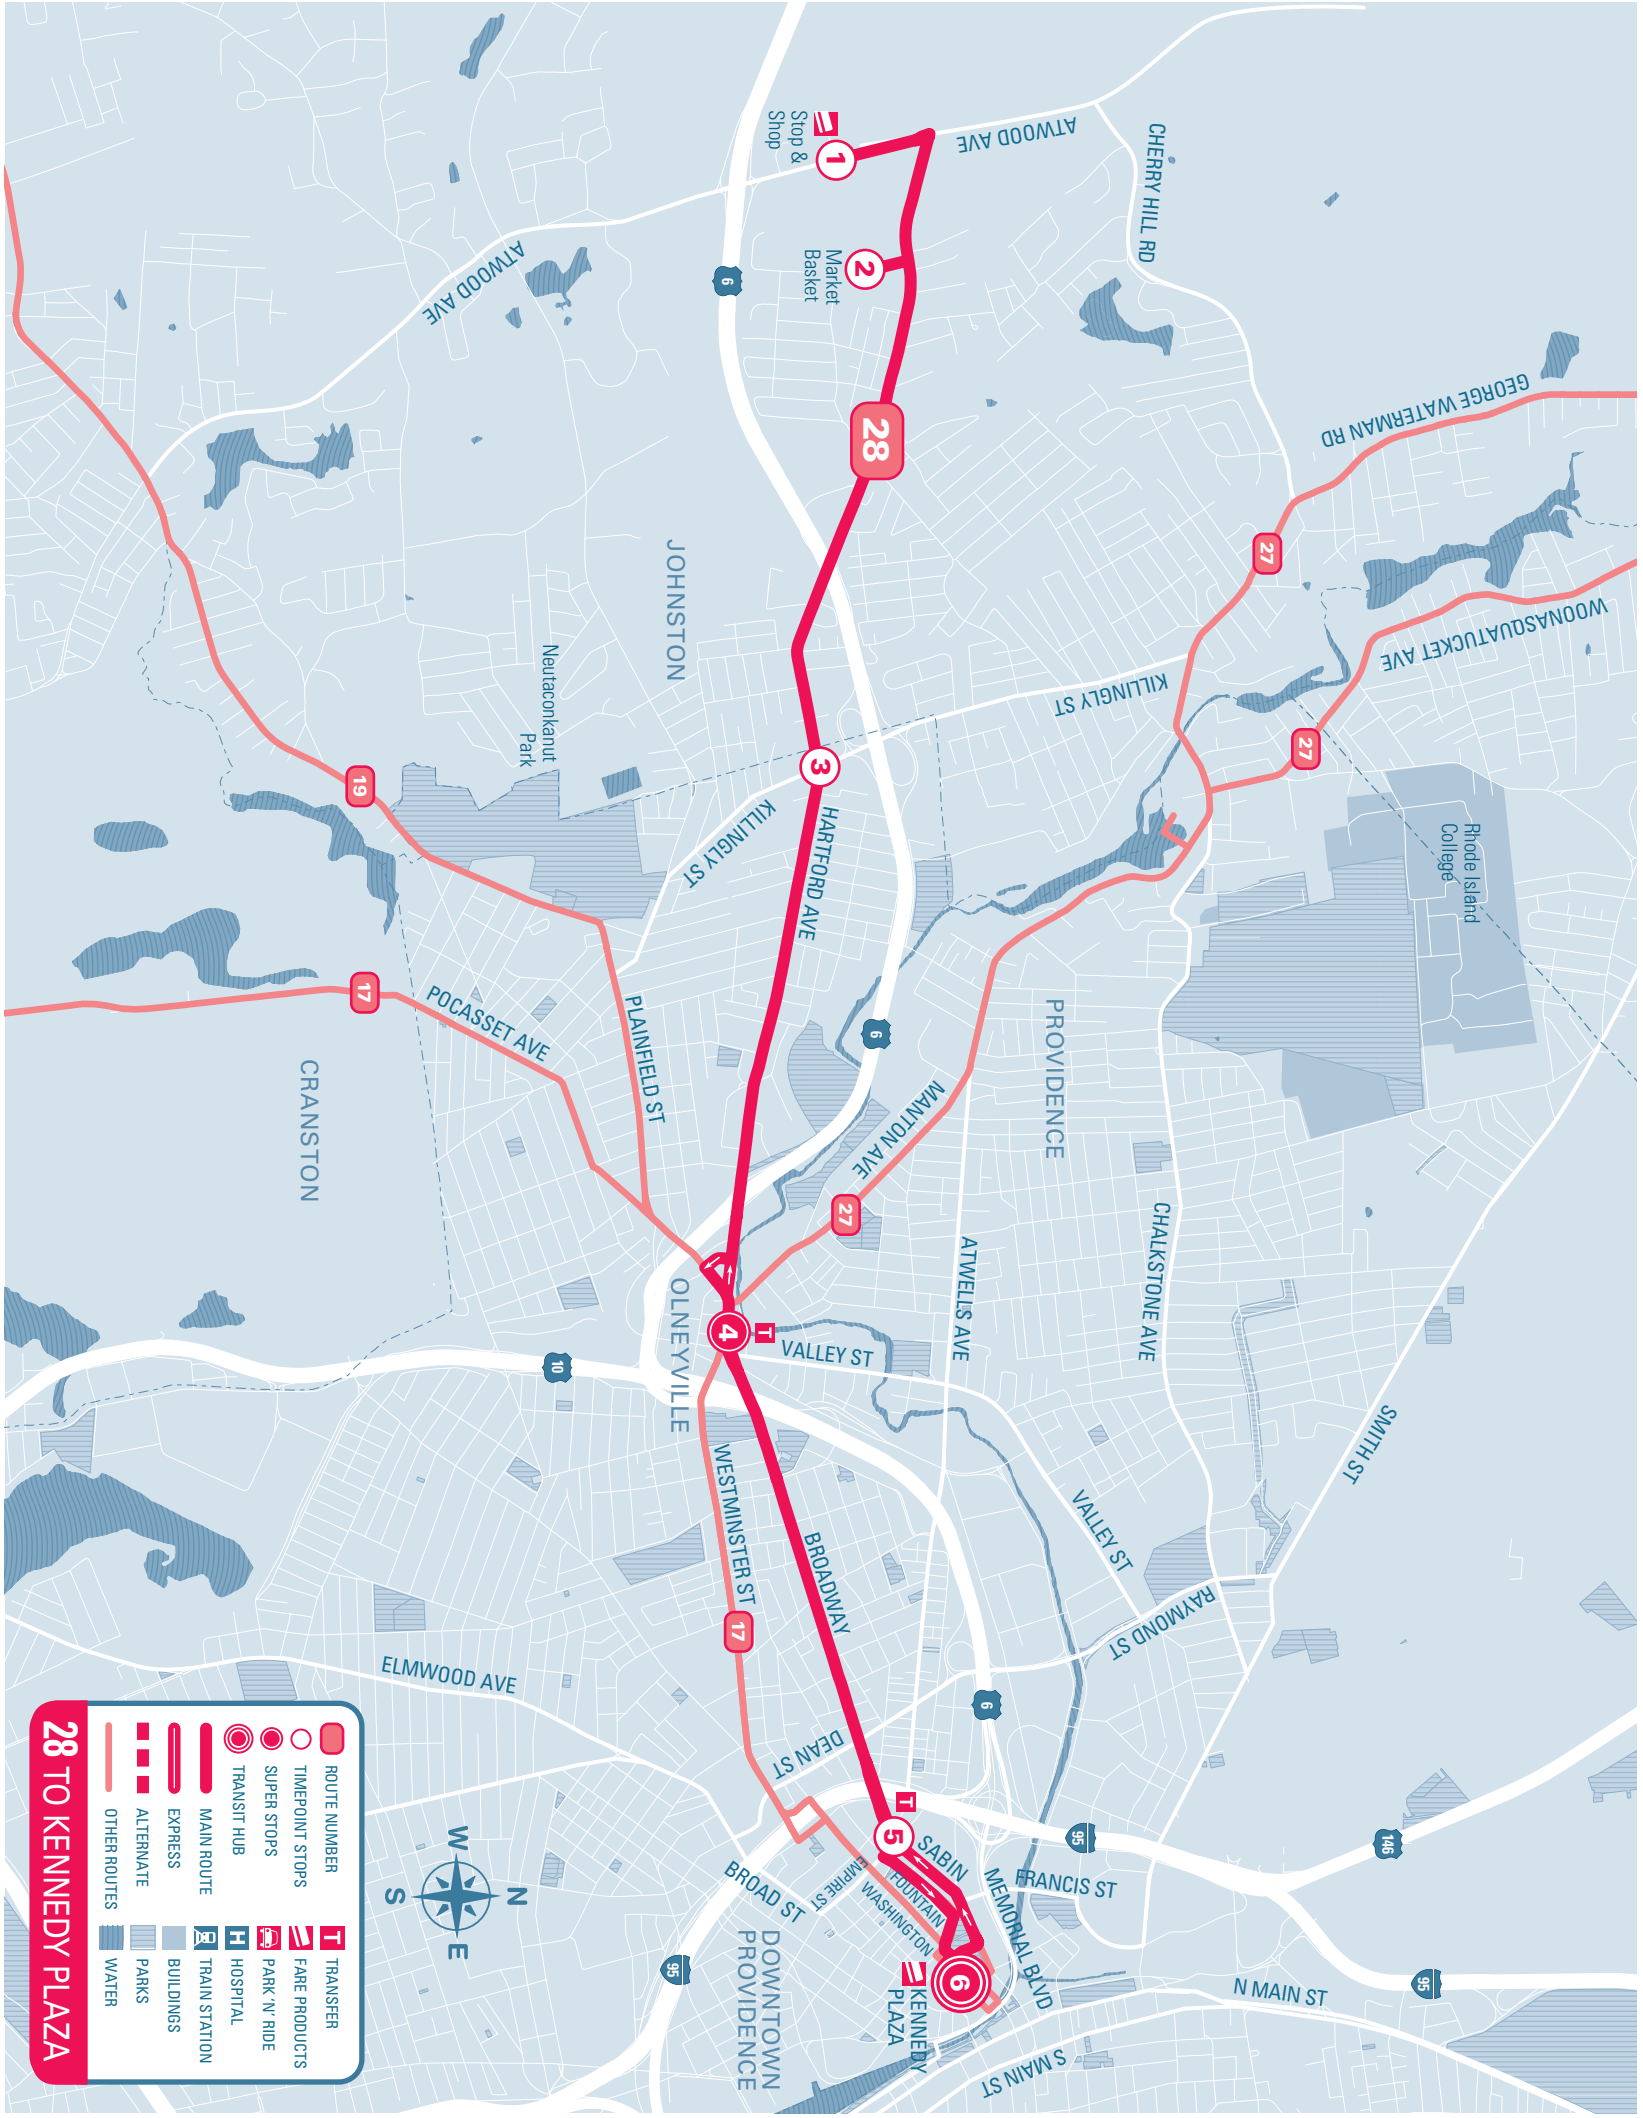 ATWOOD AVE
CHERRY HILL RD
Stop &
Shop
1
Market
Basket
2
ATWOOD AVE
6
28
GEORGE WATERMAN RD
27
WOONASQUATUCKET AVE
27
KILLINGLY ST
JOHNSTON
Neutaconkanut
Park
3
KILLINGLY ST
HARTFORD AVE
19
Rhode Island
College
17
POCASSET AVE
PLAINFIELD ST
6
PROVIDENCE
MANTON AVE
27
CRANSTON
ATWELLS AVE
CHALKSTONE AVE
OLNEYVILLE
4
T
VALLEY ST
10
SMITH ST
WESTMINSTER ST
BROADWAY
VALLEY ST
RAYMOND ST
17
ELMWOOD AVE
6
DEAN ST
T
5
SABIN
FOUNTAIN
WASHINGTON
EMPIRE ST
BROAD ST
FRANCIS ST
MEMORIAL BLVD
95
146
95
95
N MAIN ST
S MAIN ST
6
KENNEDY
PLAZA
DOWNTOWN
PROVIDENCE
N
W
E
S
ROUTE NUMBER
TIMEPOINT STOPS
SUPER STOPS
TRANSIT HUB
MAIN ROUTE
EXPRESS
ALTERNATE
OTHER ROUTES
T TRANSFER
FARE PRODUCTS
PARK 'N' RIDE
H HOSPITAL
TRAIN STATION
BUILDINGS
PARKS
WATER
28 TO KENNEDY PLAZA